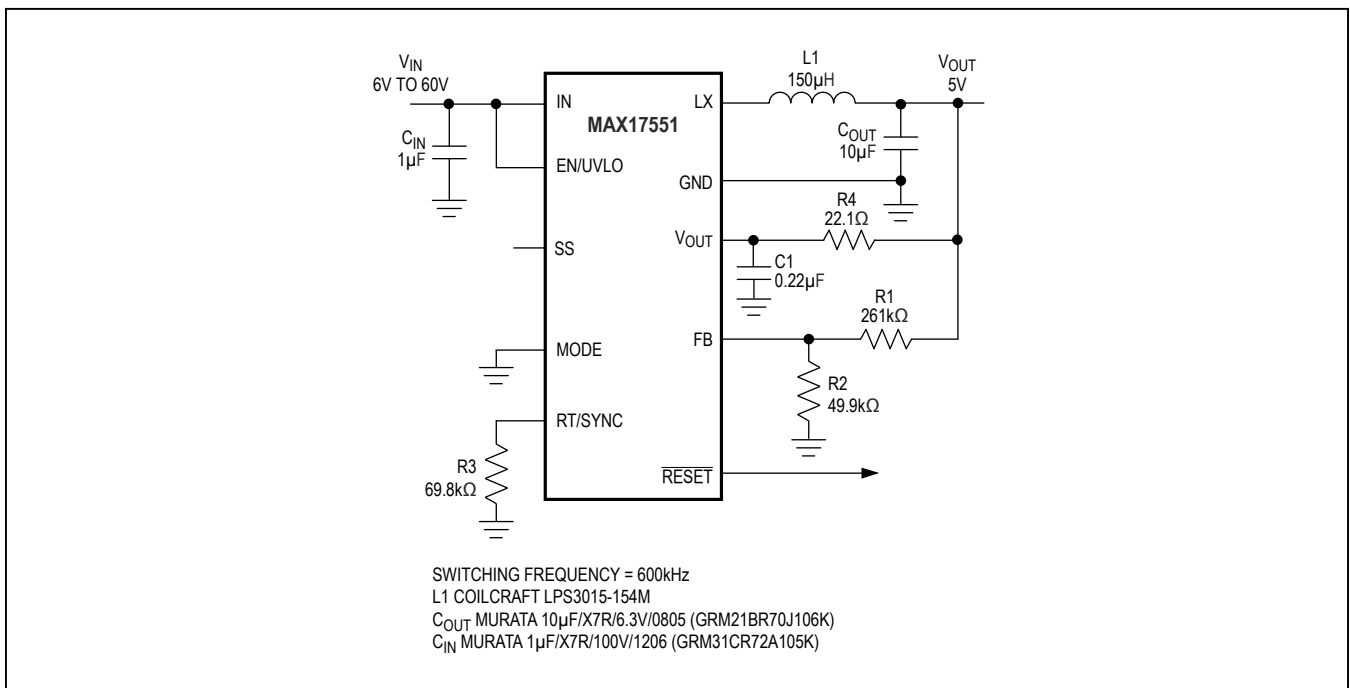 V_IN
6V TO 60V
C_IN
1µF
IN
EN/UVLO
SS
MODE
RT/SYNC
R3
69.8kΩ
MAX17551
LX
GND
V_OUT
FB
RESET
L1
150µH
V_OUT
5V
C_OUT
10µF
R4
22.1Ω
C1
0.22µF
R1
261kΩ
R2
49.9kΩ
SWITCHING FREQUENCY = 600kHz
L1 COILCRAFT LPS3015-154M
C_OUT MURATA 10µF/X7R/6.3V/0805 (GRM21BR70J106K)
C_IN MURATA 1µF/X7R/100V/1206 (GRM31CR72A105K)